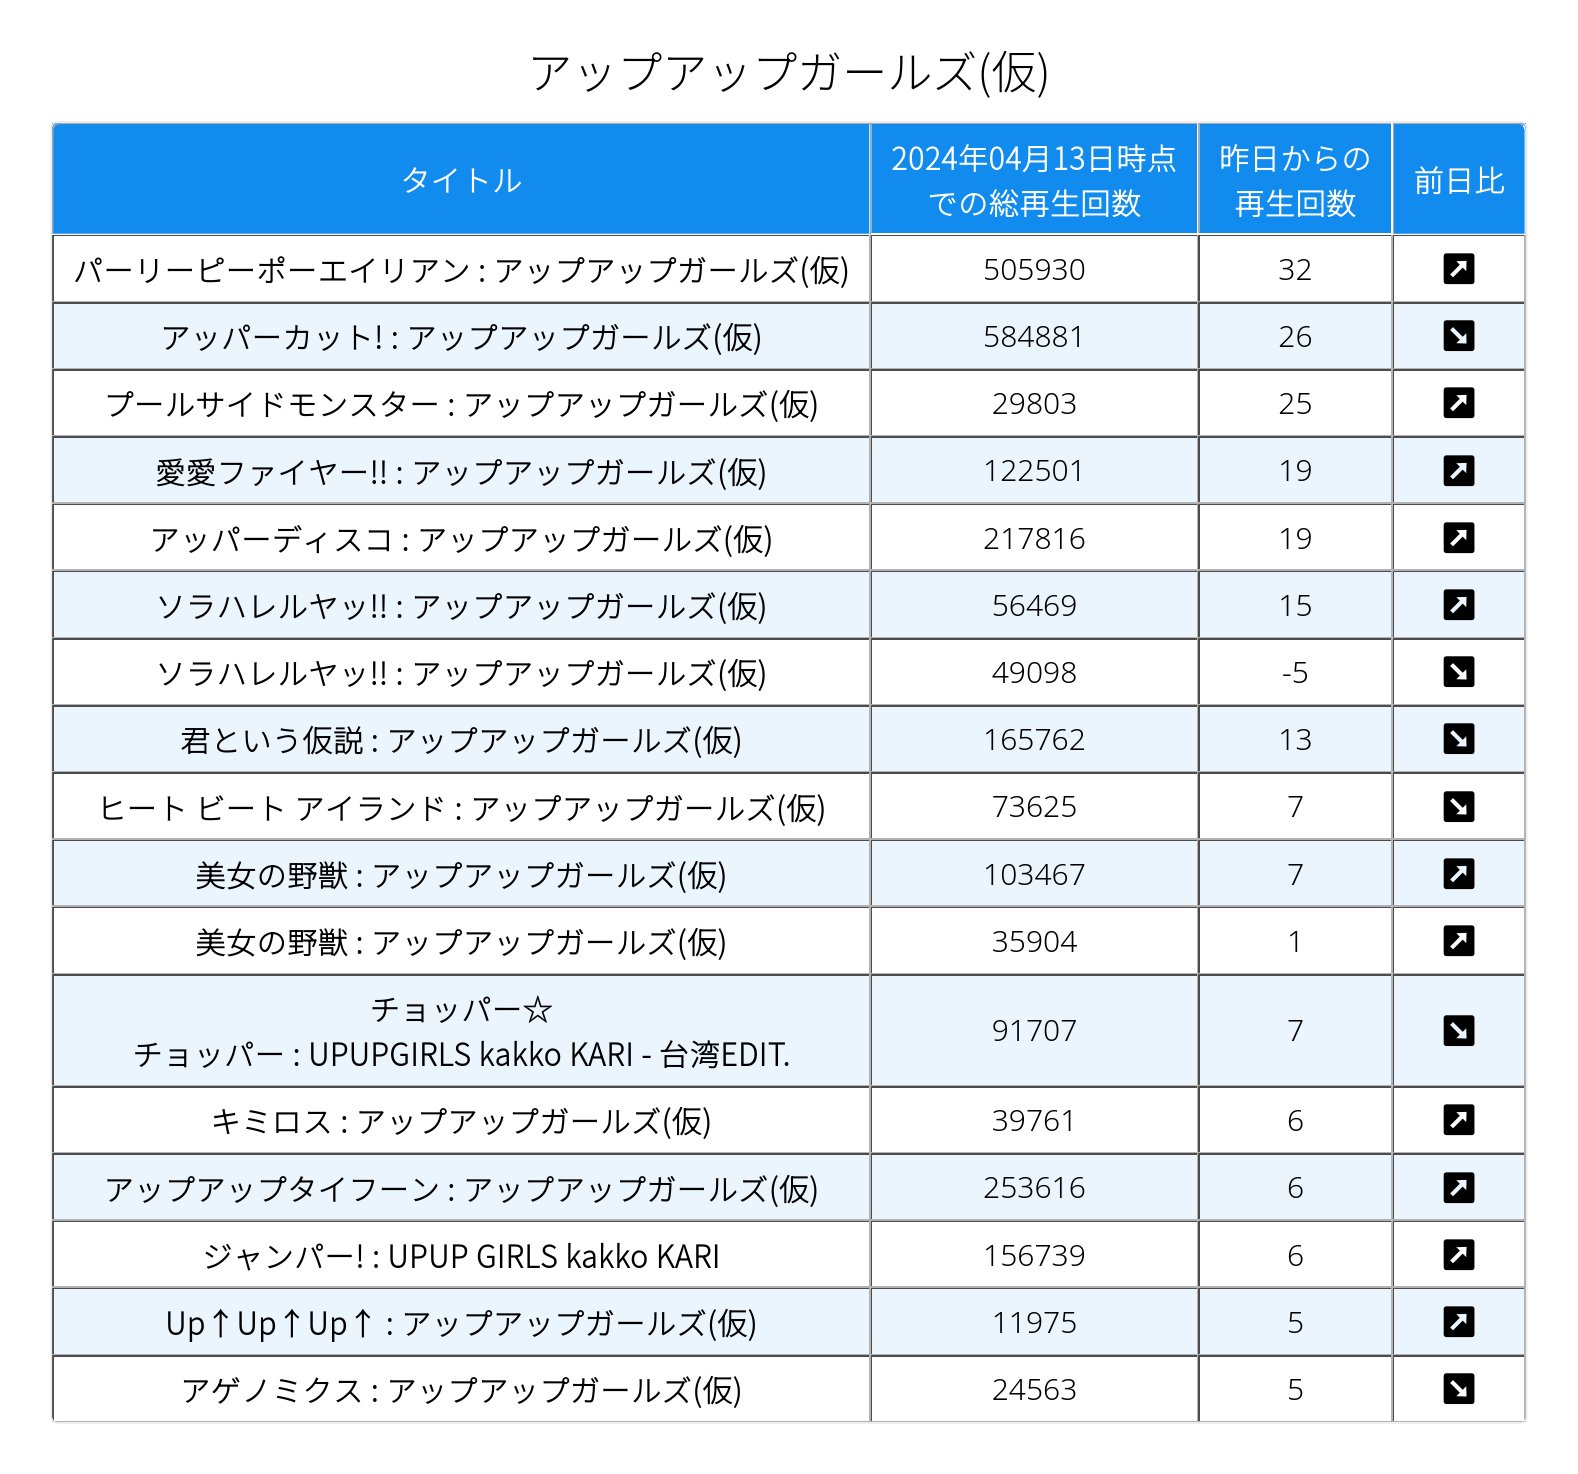 アップアップガールズ(仮)
タイトル
2024年04月13日時点
での総再生回数
昨日からの
再生回数
前日比
パーリーピーポーエイリアン : アップアップガールズ(仮) 505930 32 ↗
アッパーカット! : アップアップガールズ(仮) 584881 26 ↘
プールサイドモンスター : アップアップガールズ(仮) 29803 25 ↗
愛愛ファイヤー!! : アップアップガールズ(仮) 122501 19 ↗
アッパーディスコ : アップアップガールズ(仮) 217816 19 ↗
ソラハレルヤッ!! : アップアップガールズ(仮) 56469 15 ↗
ソラハレルヤッ!! : アップアップガールズ(仮) 49098 -5 ↘
君という仮説 : アップアップガールズ(仮) 165762 13 ↘
ヒート ビート アイランド : アップアップガールズ(仮) 73625 7 ↘
美女の野獣 : アップアップガールズ(仮) 103467 7 ↗
美女の野獣 : アップアップガールズ(仮) 35904 1 ↗
チョッパー☆
チョッパー : UPUPGIRLS kakko KARI - 台湾EDIT. 91707 7 ↘
キミロス : アップアップガールズ(仮) 39761 6 ↗
アップアップタイフーン : アップアップガールズ(仮) 253616 6 ↗
ジャンパー! : UPUP GIRLS kakko KARI 156739 6 ↗
Up↑Up↑Up↑ : アップアップガールズ(仮) 11975 5 ↗
アゲノミクス : アップアップガールズ(仮) 24563 5 ↘